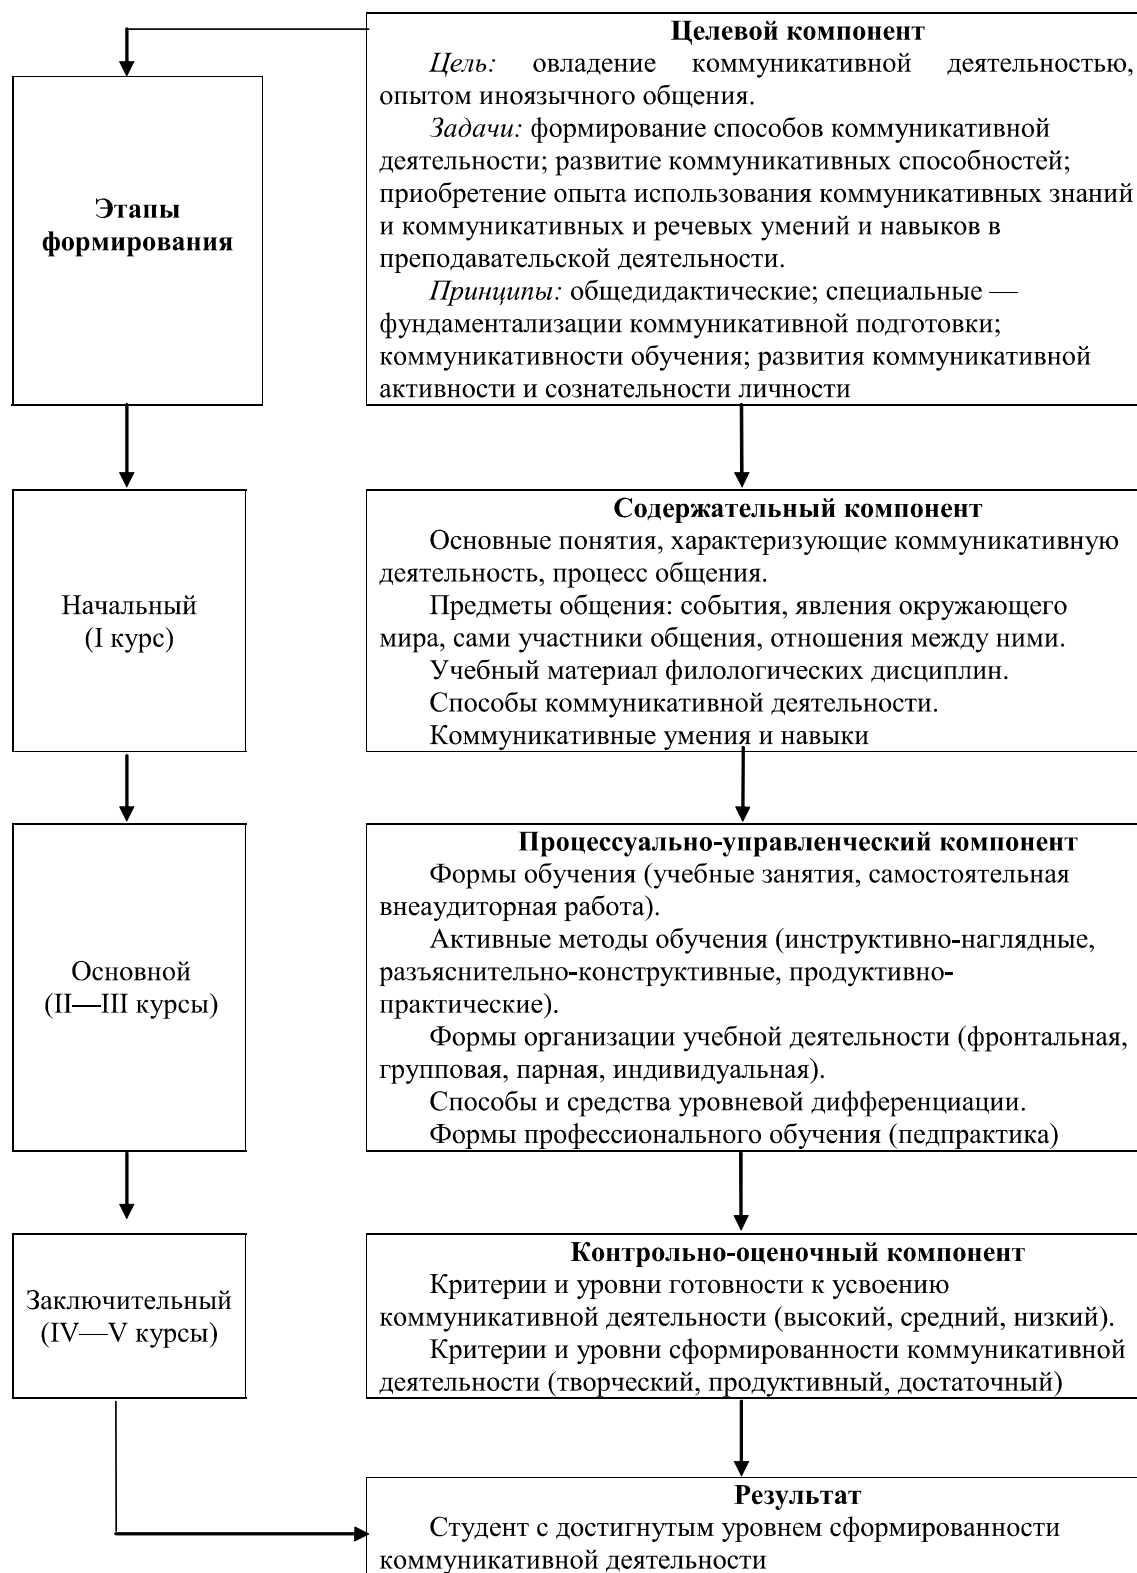 Целевой компонент
Цель: овладение коммуникативной деятельностью,
опытом иноязычного общения.
Задачи: формирование способов коммуникативной
деятельности; развитие коммуникативных способностей;
приобретение опыта использования коммуникативных знаний
и коммуникативных и речевых умений и навыков в
преподавательской деятельности.
Принципы: общедидактические; специальные —
фундаментализации коммуникативной подготовки;
коммуникативности обучения; развития коммуникативной
активности и сознательности личности
Этапы
формирования
Начальный
(I курс)
Содержательный компонент
Основные понятия, характеризующие коммуникативную
деятельность, процесс общения.
Предметы общения: события, явления окружающего
мира, сами участники общения, отношения между ними.
Учебный материал филологических дисциплин.
Способы коммуникативной деятельности.
Коммуникативные умения и навыки
Основной
(II—III курсы)
Процессуально-управленческий компонент
Формы обучения (учебные занятия, самостоятельная
внеаудиторная работа).
Активные методы обучения (инструктивно-наглядные,
разъяснительно-конструктивные, продуктивно-
практические).
Формы организации учебной деятельности (фронтальная,
групповая, парная, индивидуальная).
Способы и средства уровневой дифференциации.
Формы профессионального обучения (педпрактика)
Заключительный
(IV—V курсы)
Контрольно-оценочный компонент
Критерии и уровни готовности к усвоению
коммуникативной деятельности (высокий, средний, низкий).
Критерии и уровни сформированности коммуникативной
деятельности (творческий, продуктивный, достаточный)
Результат
Студент с достигнутым уровнем сформированности
коммуникативной деятельности